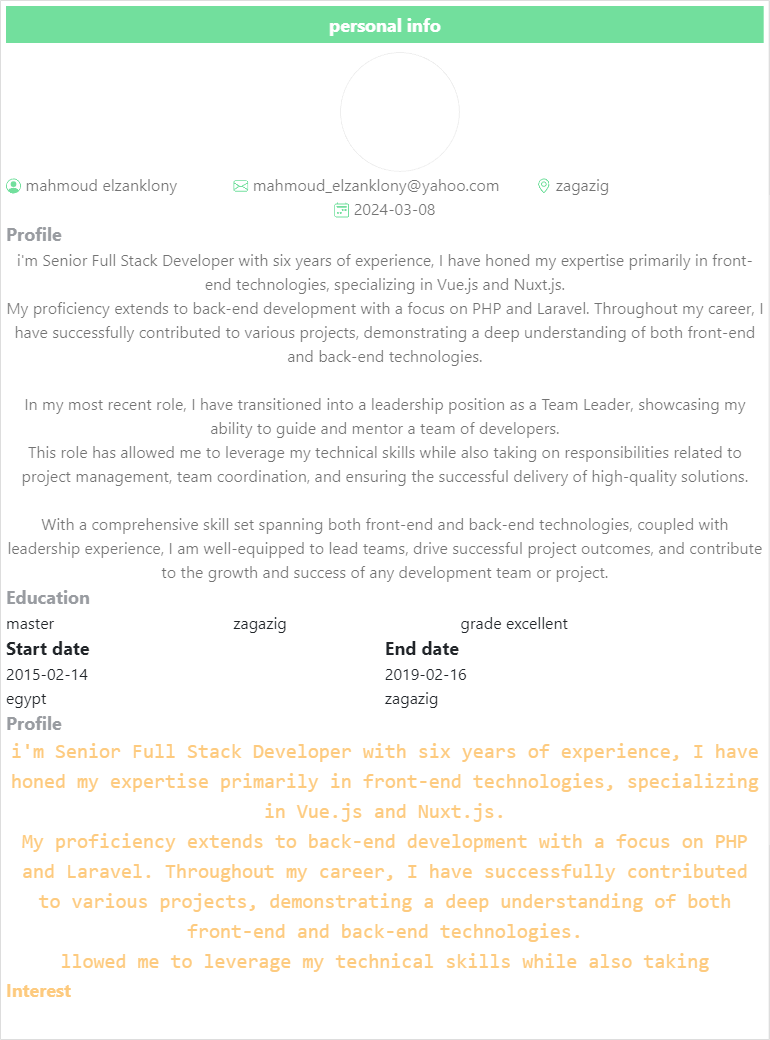 personal info
mahmoud elzanklony mahmoud_elzanklony@yahoo.com zagazig
2024-03-08
Profile
i'm Senior Full Stack Developer with six years of experience, I have honed my expertise primarily in front-
end technologies, specializing in Vue.js and Nuxt.js.
My proficiency extends to back-end development with a focus on PHP and Laravel. Throughout my career, I
have successfully contributed to various projects, demonstrating a deep understanding of both front-end
and back-end technologies.
In my most recent role, I have transitioned into a leadership position as a Team Leader, showcasing my
ability to guide and mentor a team of developers.
This role has allowed me to leverage my technical skills while also taking on responsibilities related to
project management, team coordination, and ensuring the successful delivery of high-quality solutions.
With a comprehensive skill set spanning both front-end and back-end technologies, coupled with
leadership experience, I am well-equipped to lead teams, drive successful project outcomes, and contribute
to the growth and success of any development team or project.
Education
master zagazig grade excellent
Start date End date
2015-02-14 2019-02-16
egypt zagazig
Profile
i'm Senior Full Stack Developer with six years of experience, I have
honed my expertise primarily in front-end technologies, specializing
in Vue.js and Nuxt.js.
My proficiency extends to back-end development with a focus on PHP
and Laravel. Throughout my career, I have successfully contributed
to various projects, demonstrating a deep understanding of both
front-end and back-end technologies.
llowed me to leverage my technical skills while also taking
Interest